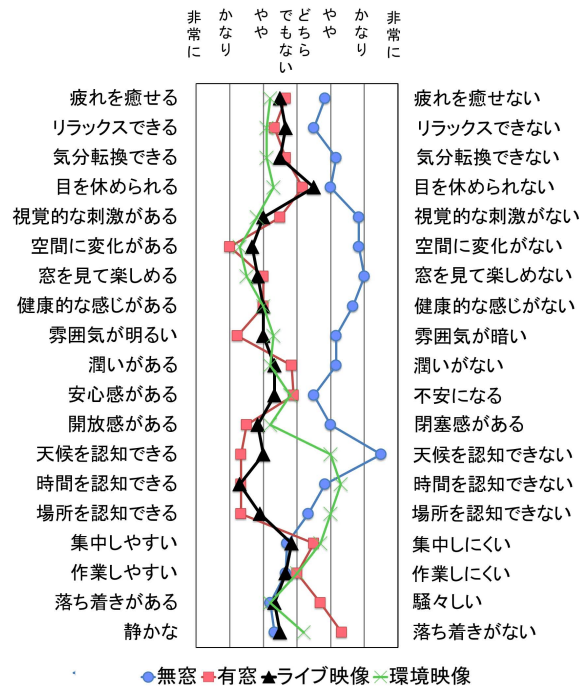 非常に
かなり
やや
どちら
でもない
やや
かなり
非常に
疲れを癒せる 疲れを癒せない
リラックスできる リラックスできない
気分転換できる 気分転換できない
目を休められる 目を休められない
視覚的な刺激がある 視覚的な刺激がない
空間に変化がある 空間に変化がない
窓を見て楽しめる 窓を見て楽しめない
健康的な感じがある 健康的な感じがない
雰囲気が明るい 雰囲気が暗い
潤いがある 潤いがない
安心感がある 不安になる
開放感がある 閉塞感がある
天候を認知できる 天候を認知できない
時間を認知できる 時間を認知できない
場所を認知できる 場所を認知できない
集中しやすい 集中しにくい
作業しやすい 作業しにくい
落ち着きがある 騒々しい
静かな 落ち着きがない
無窓 有窓 ライブ映像 環境映像